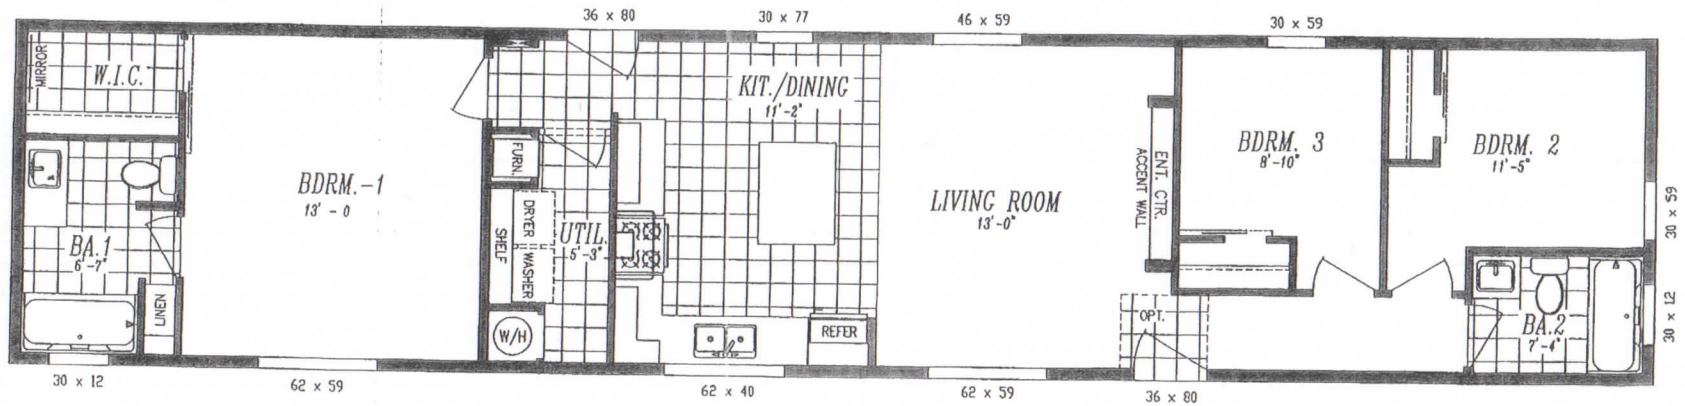 36 x 80
30 x 77
46 x 59
30 x 59
MIRROR
W.I.C.
KIT./DINING
11'-2"
BDRM.-1
13' - 0
FURN.
DRYER
WASHER
SHELF
UTIL.
5'-3"
LIVING ROOM
13'-0"
ENT. CTR.
ACCENT WALL
BDRM. 3
8'-10"
BDRM. 2
11'-5"
30 x 59
BA.1
6'-7"
LINEN
W/H
REFER
OPT.
BA.2
7'-4"
30 x 12
30 x 12
62 x 59
62 x 40
62 x 59
36 x 80